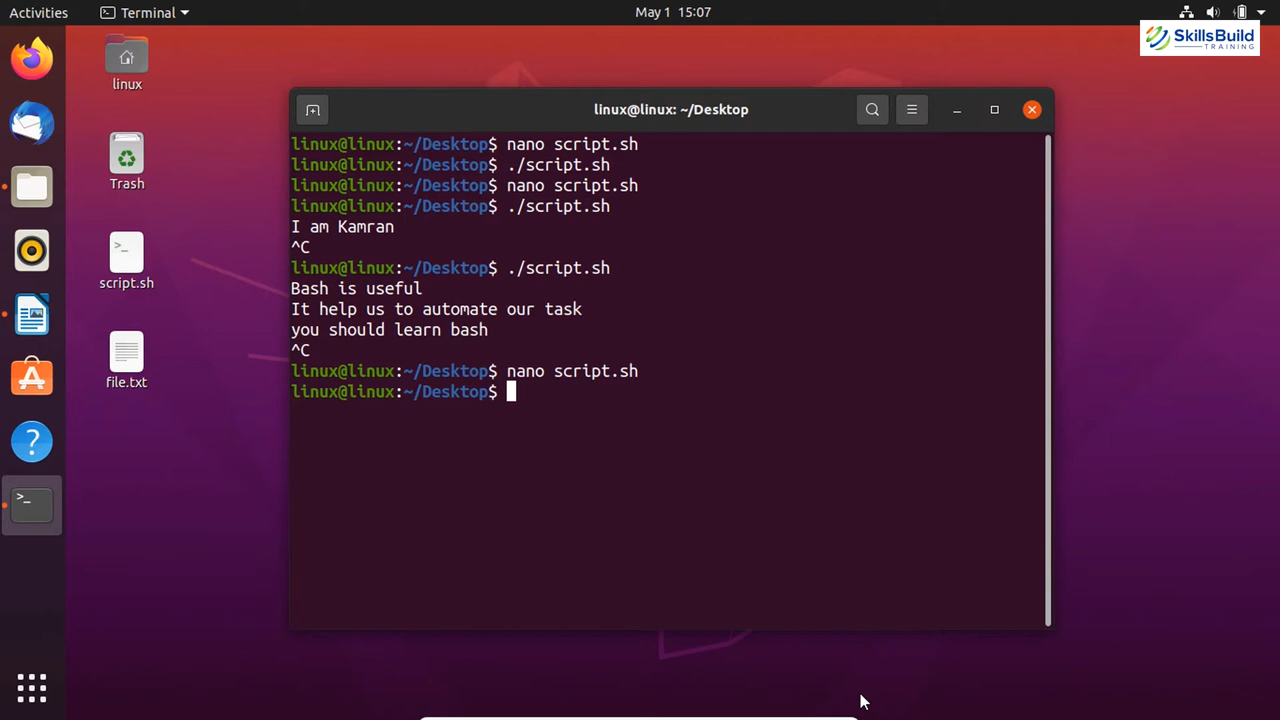 Activities
Terminal
May 1 15:07
SkillsBuild
TRAINING
linux
Trash
script.sh
file.txt
linux@linux: ~/Desktop
linux@linux:~/Desktop$ nano script.sh
linux@linux:~/Desktop$ ./script.sh
linux@linux:~/Desktop$ nano script.sh
linux@linux:~/Desktop$ ./script.sh
I am Kamran
^C
linux@linux:~/Desktop$ ./script.sh
Bash is useful
It help us to automate our task
you should learn bash
^C
linux@linux:~/Desktop$ nano script.sh
linux@linux:~/Desktop$